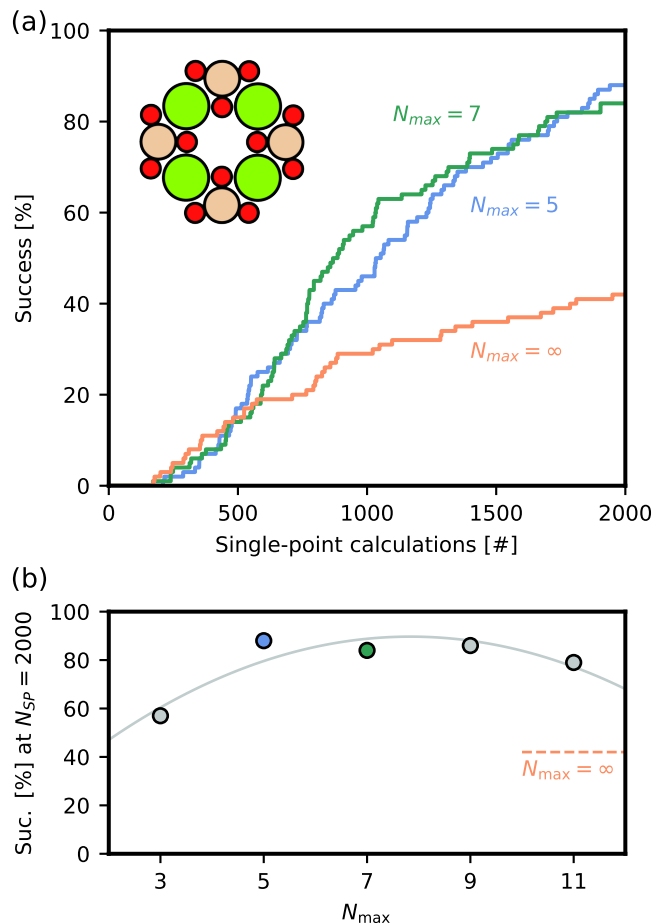 (a)
Success [%]
100
80
60
40
20
0
N_max = 7
N_max = 5
N_max = ∞
0 500 1000 1500 2000
Single-point calculations [#]
(b)
Suc. [%] at N_SP = 2000
100
80
60
40
20
0
N_max = ∞
3 5 7 9 11
N_max